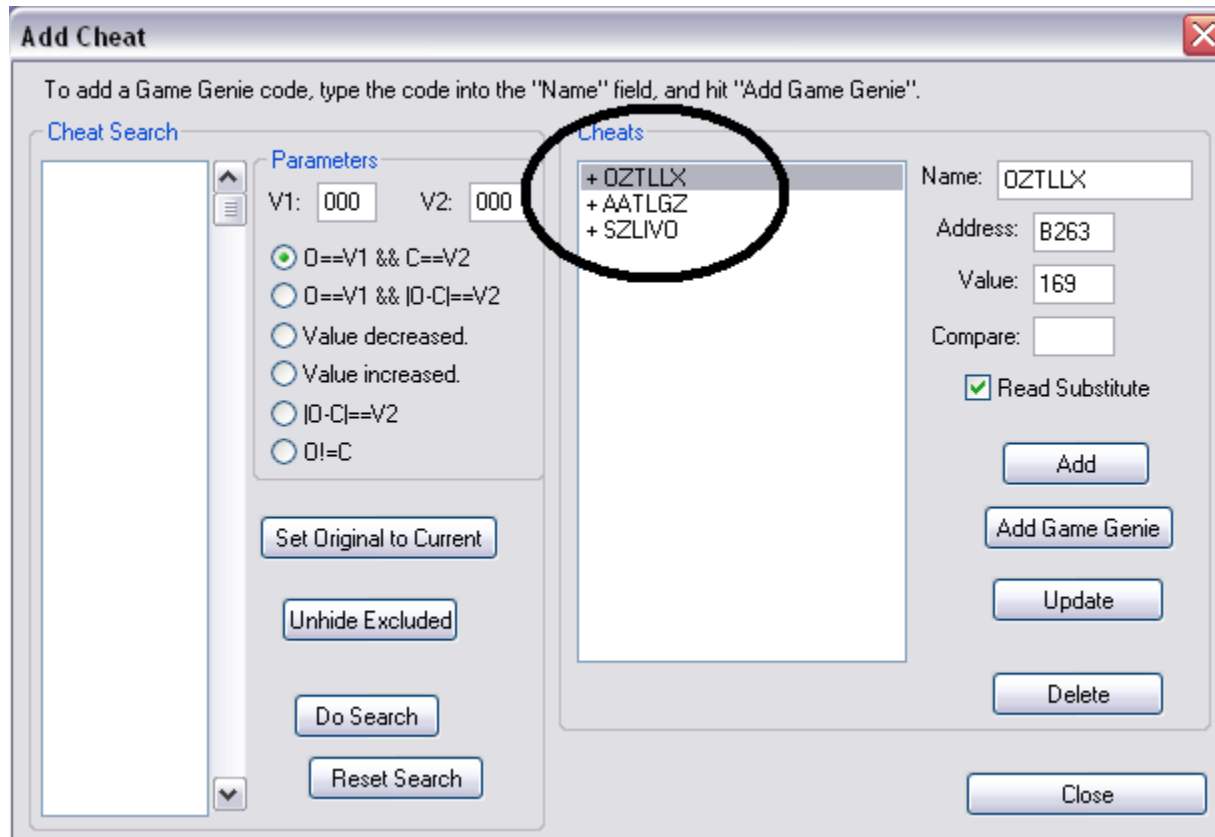 Add Cheat
To add a Game Genie code, type the code into the "Name" field, and hit "Add Game Genie".
Cheat Search
Parameters
V1: 000 V2: 000
O==V1 && C==V2
O==V1 && |O-C|==V2
Value decreased.
Value increased.
|O-C|==V2
O!=C
Set Original to Current
Unhide Excluded
Do Search
Reset Search
Cheats
+ OZTLLX
+ AATLGZ
+ SZLIVO
Name: OZTLLX
Address: B263
Value: 169
Compare:
Read Substitute
Add
Add Game Genie
Update
Delete
Close